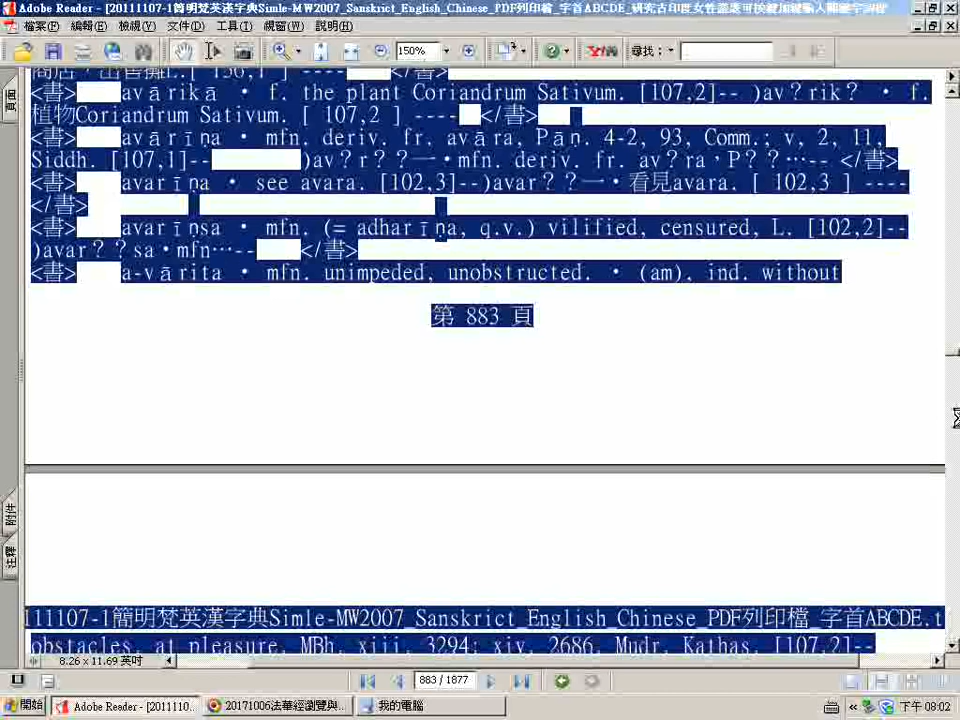 Adobe Reader - [20111107-1簡明梵英漢字典Simle-MW2007_Sanskrict_English_Chinese_PDF列印檔_字首ABCDE_研究古印度女性
檔案(F) 編輯(E) 檢視(V) 文件(D) 工具(T) 視窗(W) 說明(H)
150% 尋找:
商店,出售攤..[ 156,1 ] ---- </書>
<書> avārikā · f. the plant Coriandrum Sativum. [107,2]-- )av?rik? · f.
植物Coriandrum Sativum. [ 107,2 ] ---- </書>
<書> avārīṇa · mfn. deriv. fr. avāra, Pāṇ. 4-2, 93, Comm.; v, 2, 11,
Siddh. [107,1]-- )av?r??一·mfn. deriv. fr. av?ra,P??…-- </書>
<書> avarīṇa · see avara. [102,3]--)avar??一·看見avara. [ 102,3 ] ----
</書>
<書> avarīṇsa · mfn. (= adharīṇa, q.v.) vilified, censured, L. [102,2]--
)avar??sa·mfn…-- </書>
<書> a-vārita · mfn. unimpeded, unobstructed. · (am), ind. without
第 883 頁
111107-1簡明梵英漢字典Simle-MW2007_Sanskrict_English_Chinese_PDF列印檔_字首ABCDE.t
obstacles, at pleasure, MBh. xiii, 3294; xiv, 2686, Mudr. Kathas. [107,2]--
頁面
附件
注釋
8.26 x 11.69 英吋
883 / 1877
開始 Adobe Reader - [2011110... 20171006法華經瀏覽與... 我的電腦 下午 08:02